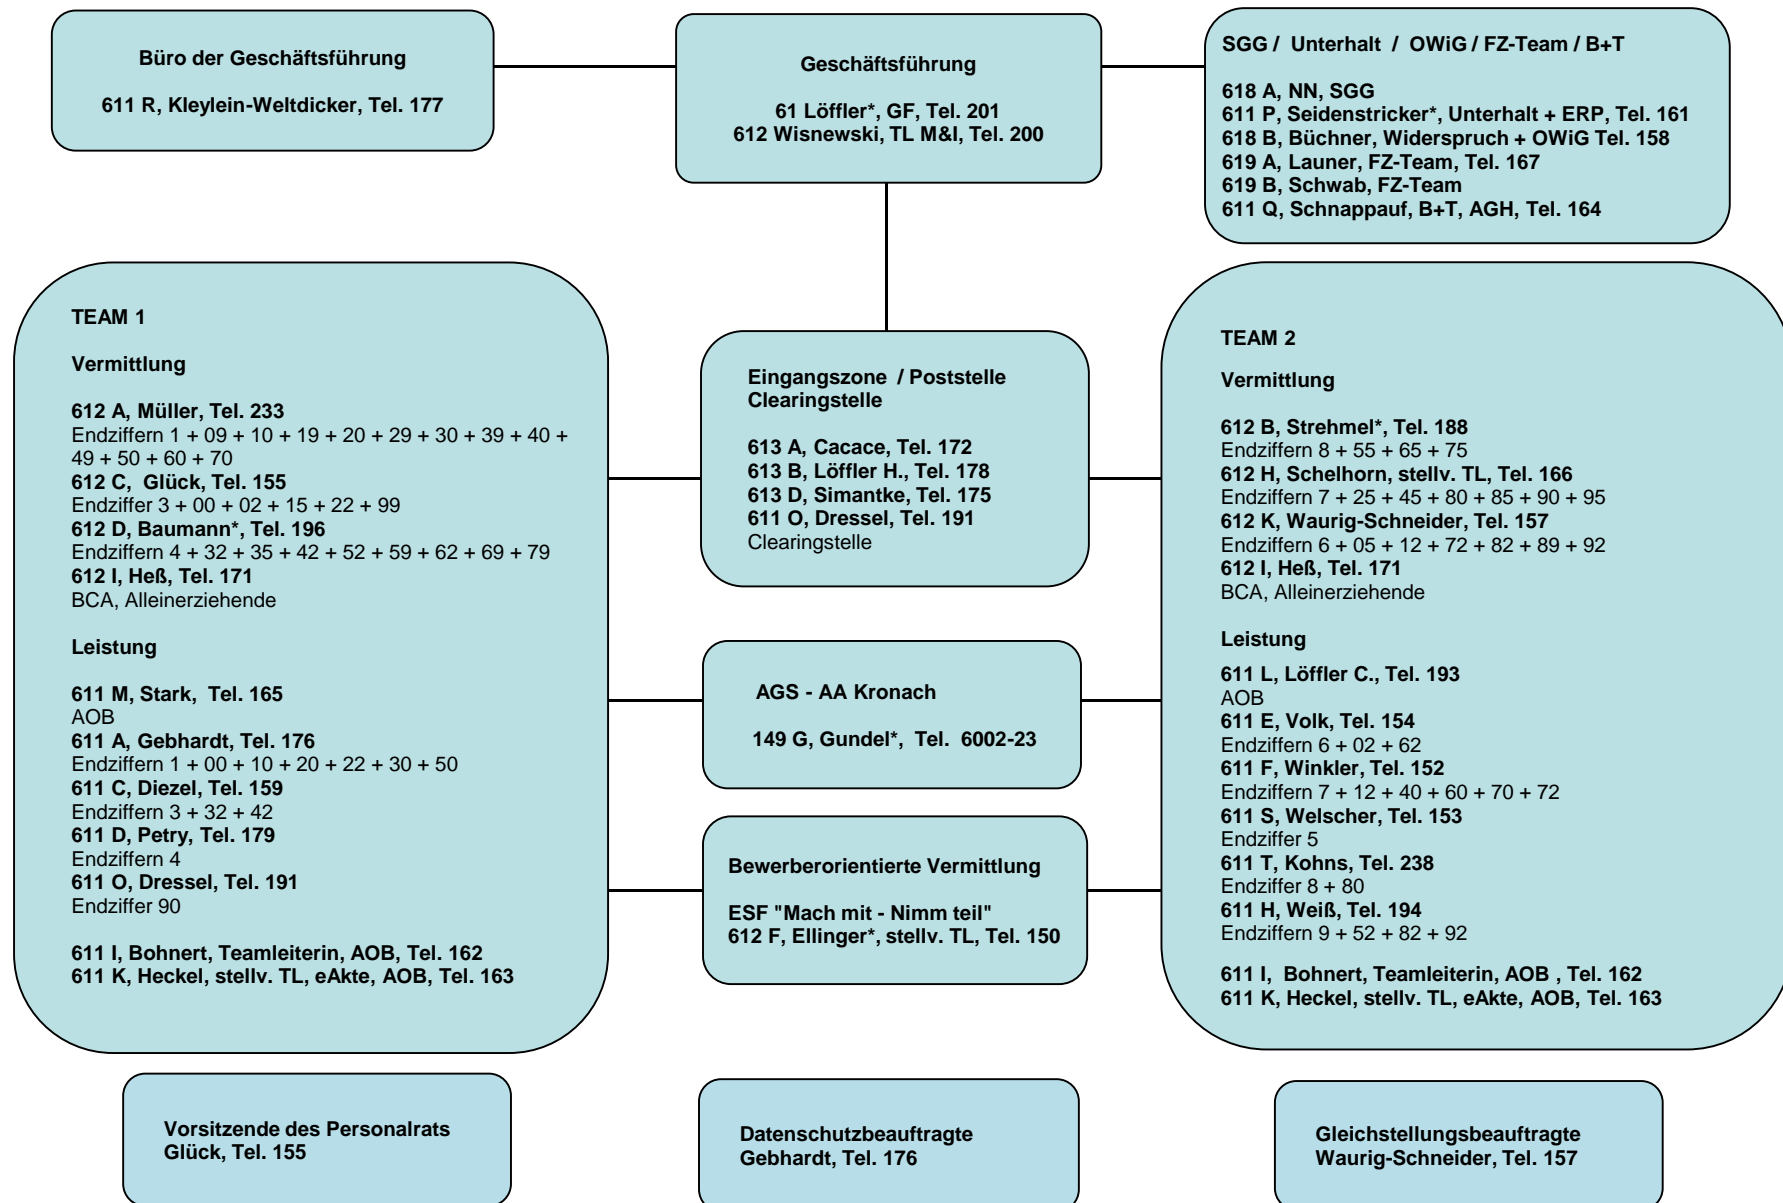 Büro der Geschäftsführung
611 R, Kleylein-Weltdicker, Tel. 177
Geschäftsführung
61 Löffler*, GF, Tel. 201
612 Wisnewski, TL M&I, Tel. 200
SGG / Unterhalt / OWiG / FZ-Team / B+T
618 A, NN, SGG
611 P, Seidenstricker*, Unterhalt + ERP, Tel. 161
618 B, Büchner, Widerspruch + OWiG Tel. 158
619 A, Launer, FZ-Team, Tel. 167
619 B, Schwab, FZ-Team
611 Q, Schnappauf, B+T, AGH, Tel. 164
TEAM 1
Vermittlung
612 A, Müller, Tel. 233
Endziffern 1 + 09 + 10 + 19 + 20 + 29 + 30 + 39 + 40 +
49 + 50 + 60 + 70
612 C, Glück, Tel. 155
Endziffer 3 + 00 + 02 + 15 + 22 + 99
612 D, Baumann*, Tel. 196
Endziffern 4 + 32 + 35 + 42 + 52 + 59 + 62 + 69 + 79
612 I, Heß, Tel. 171
BCA, Alleinerziehende
Leistung
611 M, Stark, Tel. 165
AOB
611 A, Gebhardt, Tel. 176
Endziffern 1 + 00 + 10 + 20 + 22 + 30 + 50
611 C, Diezel, Tel. 159
Endziffern 3 + 32 + 42
611 D, Petry, Tel. 179
Endziffern 4
611 O, Dressel, Tel. 191
Endziffer 90
611 I, Bohnert, Teamleiterin, AOB, Tel. 162
611 K, Heckel, stellv. TL, eAkte, AOB, Tel. 163
Eingangszone / Poststelle
Clearingstelle
613 A, Cacace, Tel. 172
613 B, Löffler H., Tel. 178
613 D, Simantke, Tel. 175
611 O, Dressel, Tel. 191
Clearingstelle
AGS - AA Kronach
149 G, Gundel*, Tel. 6002-23
Bewerberorientierte Vermittlung
ESF "Mach mit - Nimm teil"
612 F, Ellinger*, stellv. TL, Tel. 150
TEAM 2
Vermittlung
612 B, Strehmel*, Tel. 188
Endziffern 8 + 55 + 65 + 75
612 H, Schelhorn, stellv. TL, Tel. 166
Endziffern 7 + 25 + 45 + 80 + 85 + 90 + 95
612 K, Waurig-Schneider, Tel. 157
Endziffern 6 + 05 + 12 + 72 + 82 + 89 + 92
612 I, Heß, Tel. 171
BCA, Alleinerziehende
Leistung
611 L, Löffler C., Tel. 193
AOB
611 E, Volk, Tel. 154
Endziffern 6 + 02 + 62
611 F, Winkler, Tel. 152
Endziffern 7 + 12 + 40 + 60 + 70 + 72
611 S, Welscher, Tel. 153
Endziffer 5
611 T, Kohns, Tel. 238
Endziffer 8 + 80
611 H, Weiß, Tel. 194
Endziffern 9 + 52 + 82 + 92
611 I, Bohnert, Teamleiterin, AOB , Tel. 162
611 K, Heckel, stellv. TL, eAkte, AOB, Tel. 163
Vorsitzende des Personalrats
Glück, Tel. 155
Datenschutzbeauftragte
Gebhardt, Tel. 176
Gleichstellungsbeauftragte
Waurig-Schneider, Tel. 157